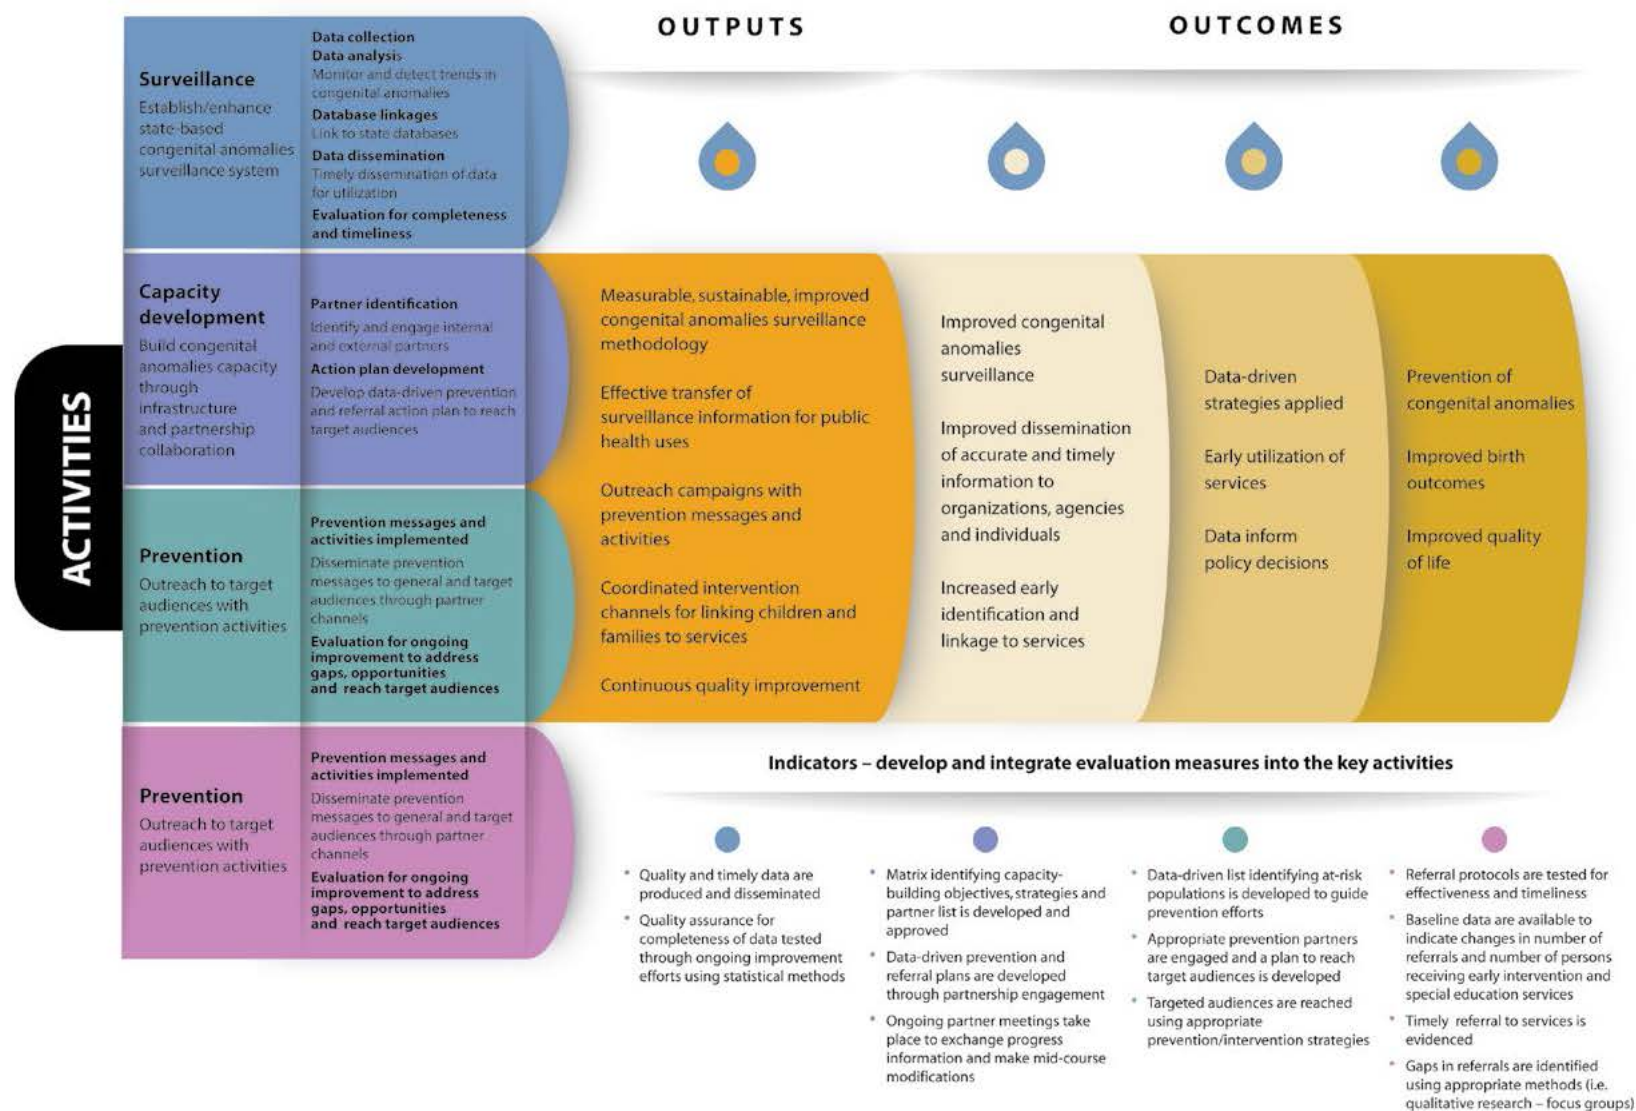 OUTPUTS
OUTCOMES
ACTIVITIES
Surveillance
Establish/enhance
state-based
congenital anomalies
surveillance system
Data collection
Data analysis
Monitor and detect trends in
congenital anomalies
Database linkages
Link to state databases
Data dissemination
Timely dissemination of data
for utilization
Evaluation for completeness
and timeliness
Capacity
development
Build congenital
anomalies capacity
through
infrastructure
and partnership
collaboration
Partner identification
Identify and engage internal
and external partners
Action plan development
Develop data-driven prevention
and referral action plan to reach
target audiences
Prevention
Outreach to target
audiences with
prevention activities
Prevention messages and
activities implemented
Disseminate prevention
messages to general and target
audiences through partner
channels
Evaluation for ongoing
improvement to address
gaps, opportunities
and reach target audiences
Prevention
Outreach to target
audiences with
prevention activities
Prevention messages and
activities implemented
Disseminate prevention
messages to general and target
audiences through partner
channels
Evaluation for ongoing
improvement to address
gaps, opportunities
and reach target audiences
Measurable, sustainable, improved
congenital anomalies surveillance
methodology
Effective transfer of
surveillance information for public
health uses
Outreach campaigns with
prevention messages and
activities
Coordinated intervention
channels for linking children and
families to services
Continuous quality improvement
Improved congenital
anomalies
surveillance
Improved dissemination
of accurate and timely
information to
organizations, agencies
and individuals
Increased early
identification and
linkage to services
Data-driven
strategies applied
Early utilization of
services
Data inform
policy decisions
Prevention of
congenital anomalies
Improved birth
outcomes
Improved quality
of life
Indicators – develop and integrate evaluation measures into the key activities
* Quality and timely data are
produced and disseminated
* Quality assurance for
completeness of data tested
through ongoing improvement
efforts using statistical methods
* Matrix identifying capacity-
building objectives, strategies and
partner list is developed and
approved
* Data-driven prevention and
referral plans are developed
through partnership engagement
* Ongoing partner meetings take
place to exchange progress
information and make mid-course
modifications
* Data-driven list identifying at-risk
populations is developed to guide
prevention efforts
* Appropriate prevention partners
are engaged and a plan to reach
target audiences is developed
* Targeted audiences are reached
using appropriate
prevention/intervention strategies
* Referral protocols are tested for
effectiveness and timeliness
* Baseline data are available to
indicate changes in number of
referrals and number of persons
receiving early intervention and
special education services
* Timely referral to services is
evidenced
* Gaps in referrals are identified
using appropriate methods (i.e.
qualitative research – focus groups)